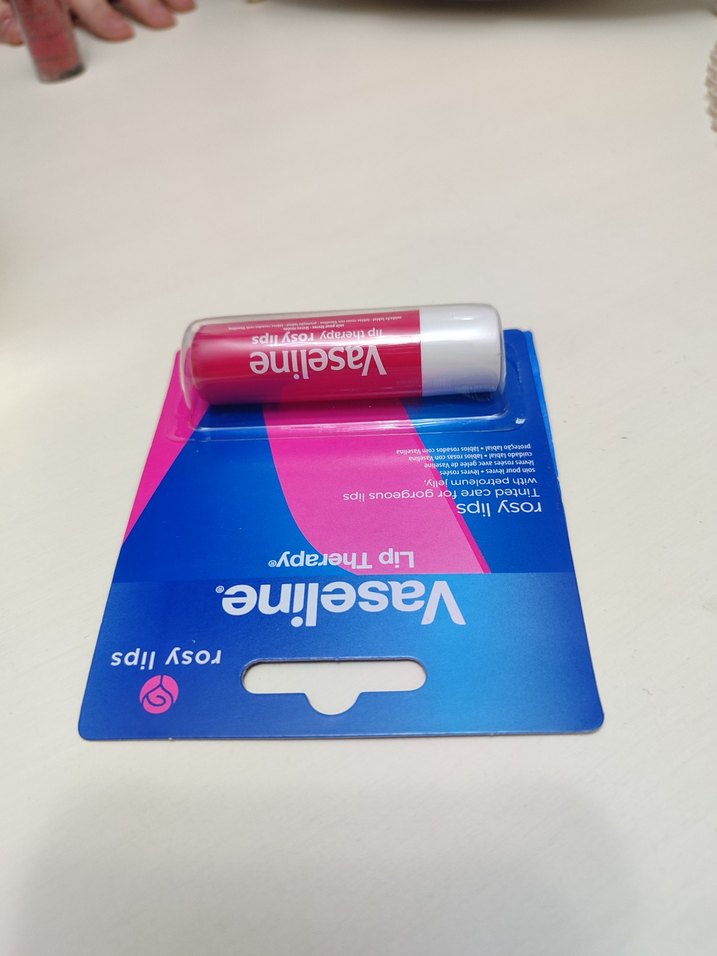 rosy lips
Vaseline®
Lip Therapy®
rosy lips
Tinted care for gorgeous lips
with petroleum jelly,
soin pour lèvres • lèvres rosées
lèvres rosées avec gelée de Vaseline
cuidado labial • labios rosas con Vaselina
proteção labial • lábios rosados com Vaselina
Vaseline
lip therapy rosy lips